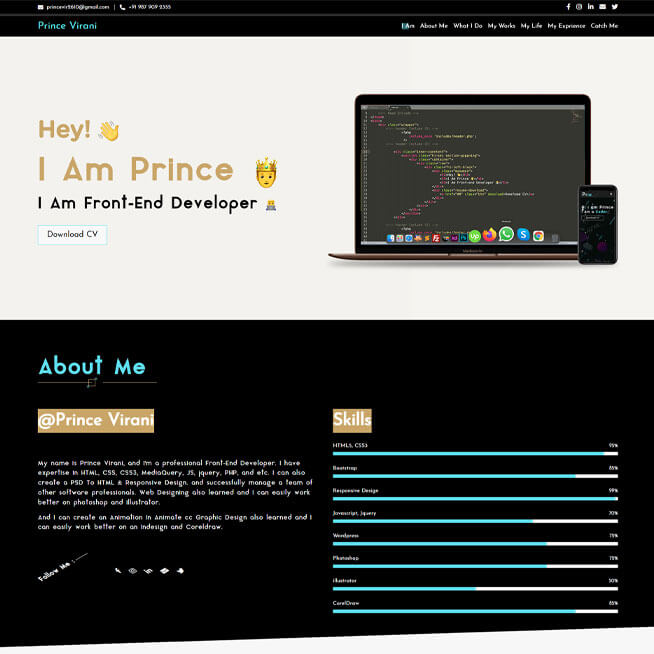 princevir2610@gmail.com | +91 987 909 2355
Prince Virani
I Am About Me What I Do My Works My Life My Exprience Catch Me
Hey! 👋
I Am Prince 🤴
I Am Front-End Developer 👨‍💻
Download CV
About Me
@Prince Virani
My name is Prince Virani, and I'm a professional Front-End Developer. I have
expertise in HTML, CSS, CSS3, MediaQuery, JS, jquery, PHP, and etc. I can also
create a PSD To HTML & Responsive Design. and successfully manage a team of
other software professionals. Web Designing also learned and I can easily work
better on photoshop and illustrator.
And I can create an Animation in Animate cc Graphic Design also learned and I
can easily work better on an Indesign and Coreldraw.
Follow Me :
Skills
HTML5, CSS3 95%
Bootstrap 85%
Responsive Design 99%
Javascript, Jquery 70%
Wordpress 75%
Photoshop 75%
illustrator 50%
CorelDraw 85%